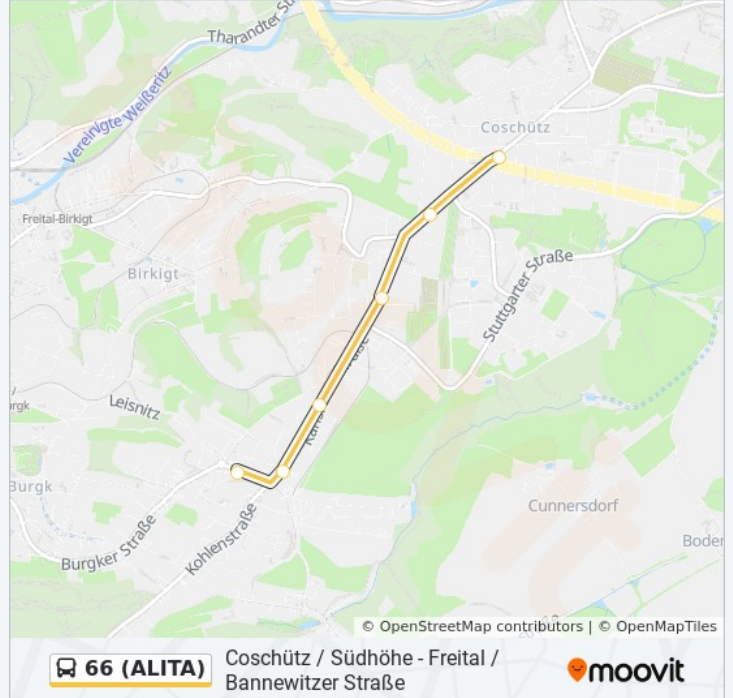 Tharandter St
Coschütz
Vereinigte Weißeritz
Freital-Birkigt
Birkigt
Stuttgarter Straße
Leisnitz
Burgk
Cunnersdorf
Burgker Straße
Kohlenstraße
© OpenStreetMap contributors | © OpenMapTiles
66 (ALITA)
Coschütz / Südhöhe - Freital /
Bannewitzer Straße
moovit